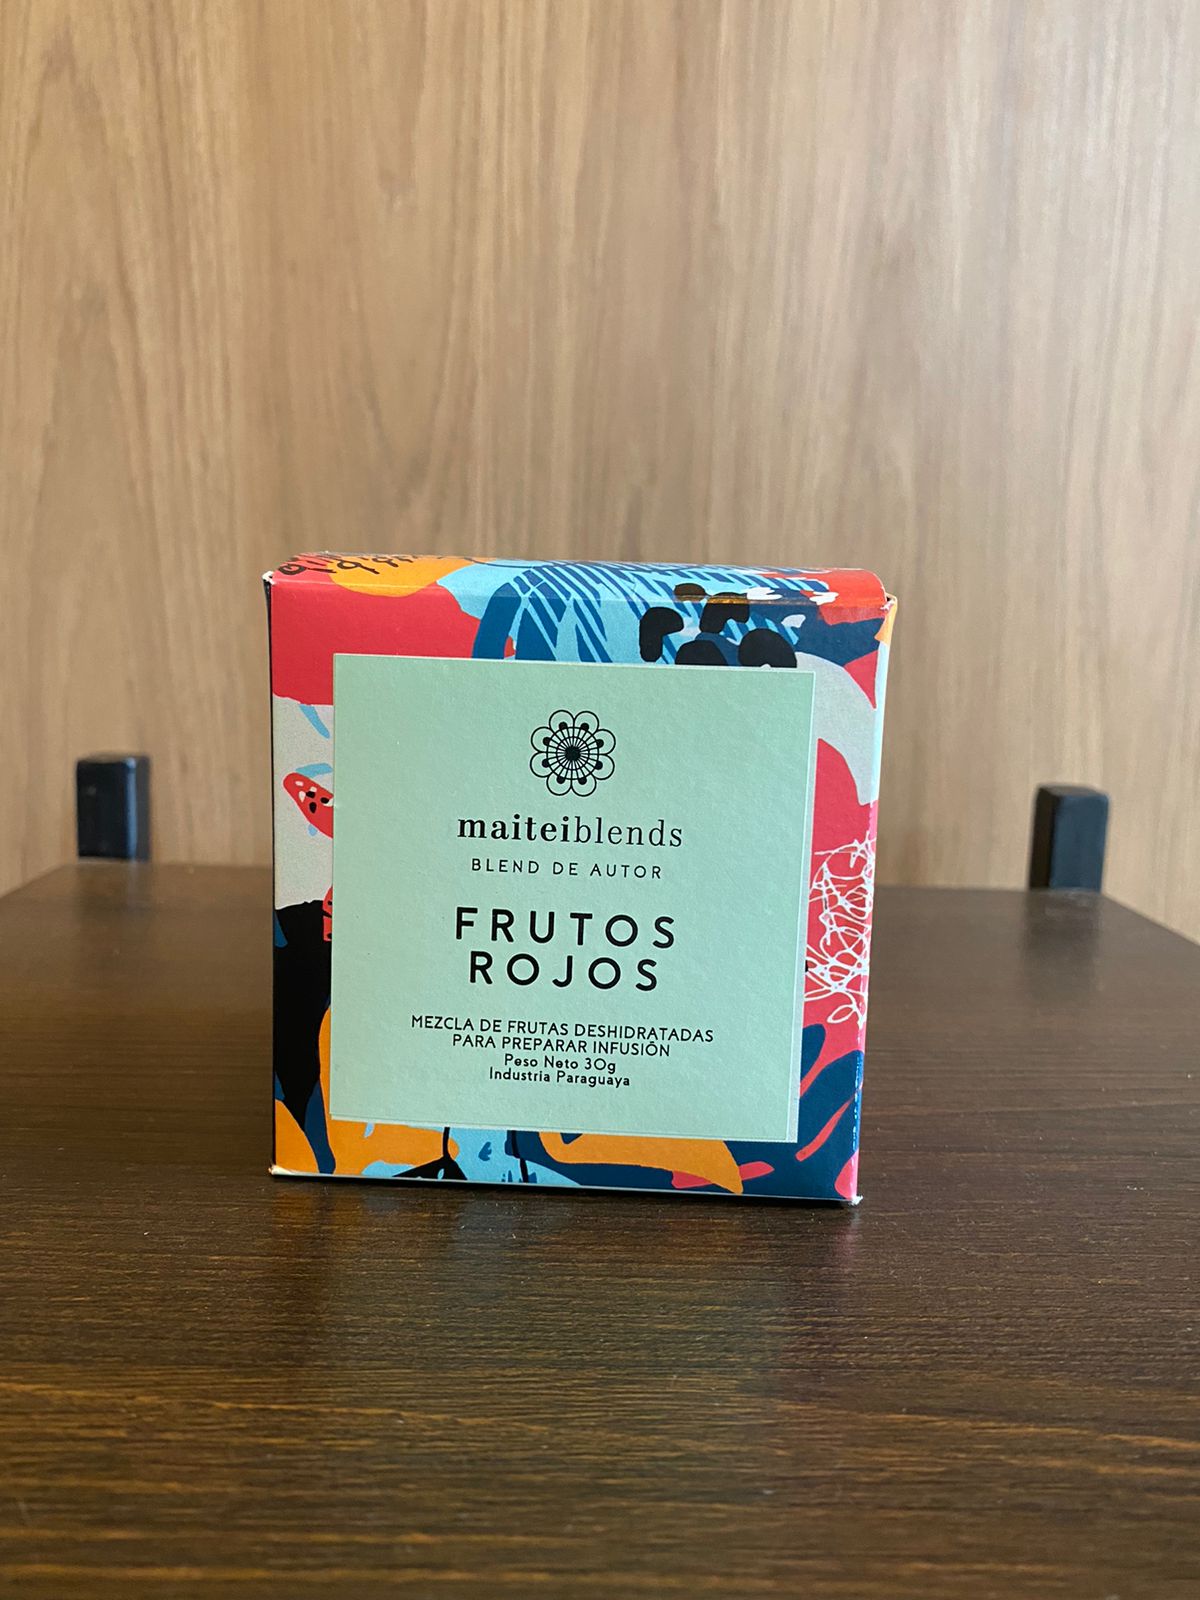 maiteiblends
BLEND DE AUTOR
FRUTOS
ROJOS
MEZCLA DE FRUTAS DESHIDRATADAS
PARA PREPARAR INFUSIÓN
Peso Neto 30g
Industria Paraguaya